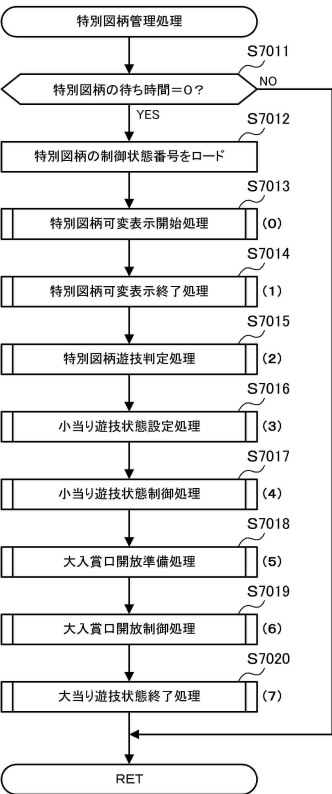 特別図柄管理処理
S7011
特別図柄の待ち時間=0?
NO
YES
S7012
特別図柄の制御状態番号をロード
S7013
特別図柄可変表示開始処理 (0)
S7014
特別図柄可変表示終了処理 (1)
S7015
特別図柄遊技判定処理 (2)
S7016
小当り遊技状態設定処理 (3)
S7017
小当り遊技状態制御処理 (4)
S7018
大入賞口開放準備処理 (5)
S7019
大入賞口開放制御処理 (6)
S7020
大当り遊技状態終了処理 (7)
RET